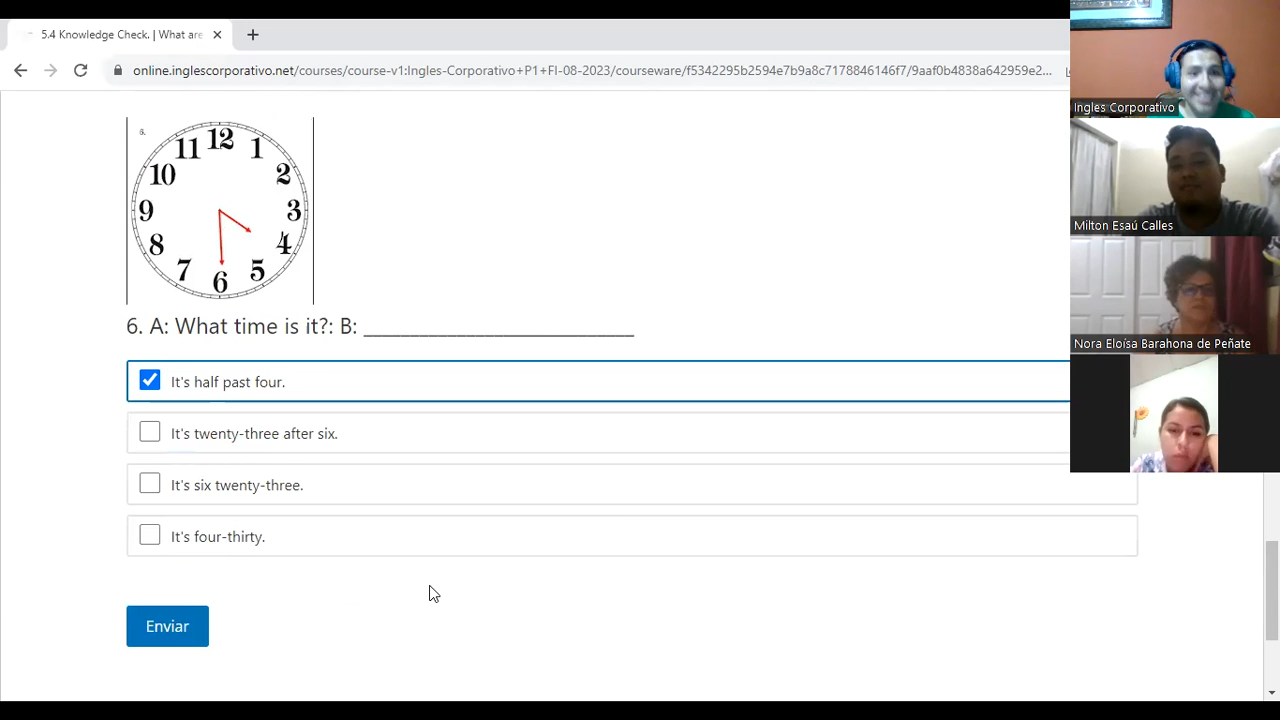 5.4 Knowledge Check. | What are
online.inglescorporativo.net/courses/course-v1:Ingles-Corporativo+P1+FI-08-2023/courseware/f5342295b2594e7b9a8c7178846146f7/9aaf0b4838a642959e2...
6.
12
11 1
10 2
9 3
8 4
7 5
6
6. A: What time is it?: B: ___________________________
It's half past four.
It's twenty-three after six.
It's six twenty-three.
It's four-thirty.
Enviar
Ingles Corporativo
Milton Esaú Calles
Nora Eloísa Barahona de Peñate